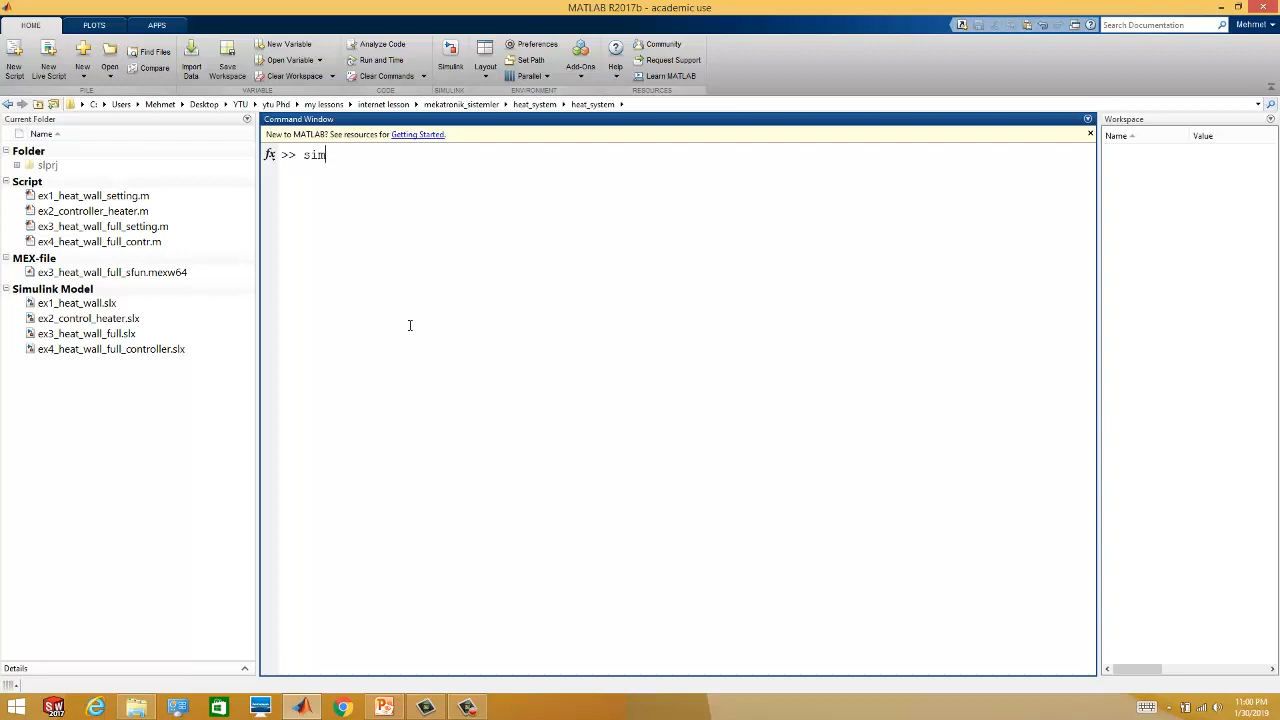 MATLAB R2017b - academic use
HOME PLOTS APPS
Search Documentation
Mehmet
New Script
New Live Script
New
Open
Find Files
Compare
Import Data
Save Workspace
New Variable
Open Variable
Clear Workspace
Analyze Code
Run and Time
Clear Commands
Simulink
Layout
Preferences
Set Path
Parallel
Add-Ons
Help
Community
Request Support
Learn MATLAB
FILE VARIABLE CODE SIMULINK ENVIRONMENT RESOURCES
C: Users Mehmet Desktop YTU ytu Phd my lessons internet lesson mekatronik_sistemler heat_system heat_system
Current Folder
Name
Folder
slprj
Script
ex1_heat_wall_setting.m
ex2_controller_heater.m
ex3_heat_wall_full_setting.m
ex4_heat_wall_full_contr.m
MEX-file
ex3_heat_wall_full_sfun.mexw64
Simulink Model
ex1_heat_wall.slx
ex2_control_heater.slx
ex3_heat_wall_full.slx
ex4_heat_wall_full_controller.slx
Details
Command Window
New to MATLAB? See resources for Getting Started.
fx >> sim
Workspace
Name Value
SW 2017
11:00 PM
1/30/2019